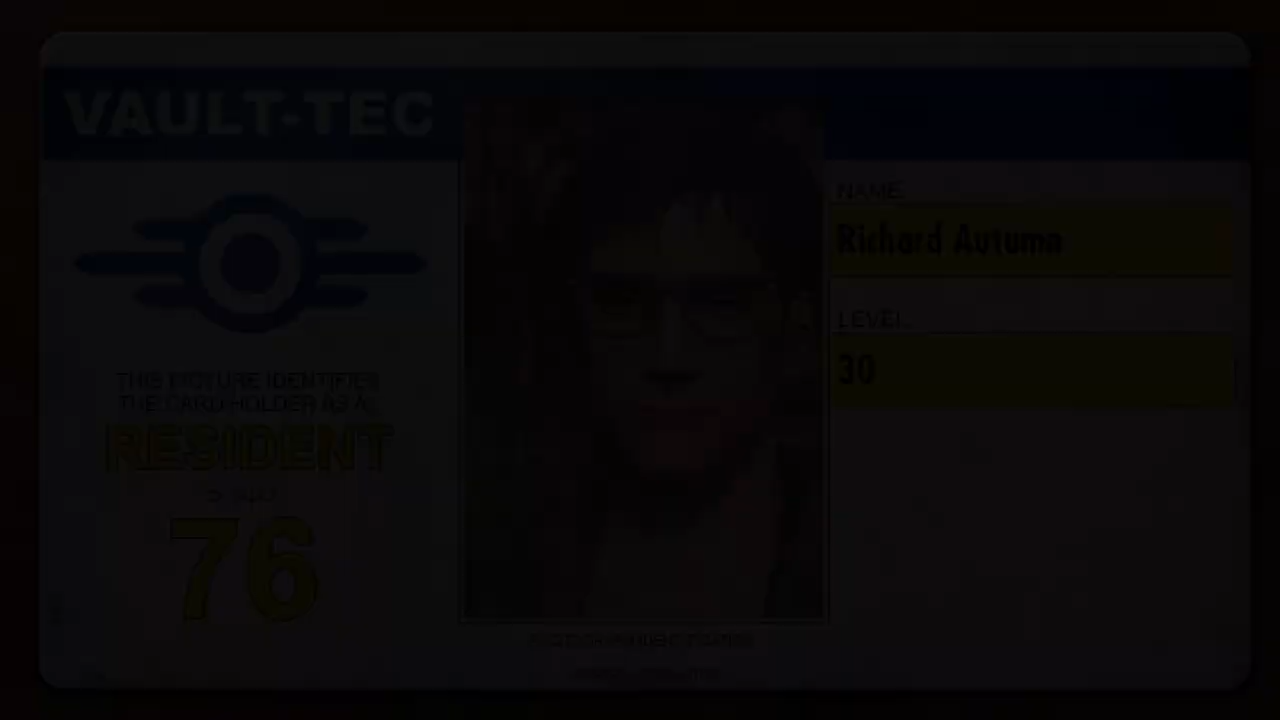 VAULT-TEC
THIS PICTURE IDENTIFIES
THE CARD HOLDER AS A:
RESIDENT
76
NAME:
Richard Autumn
LEVEL:
30